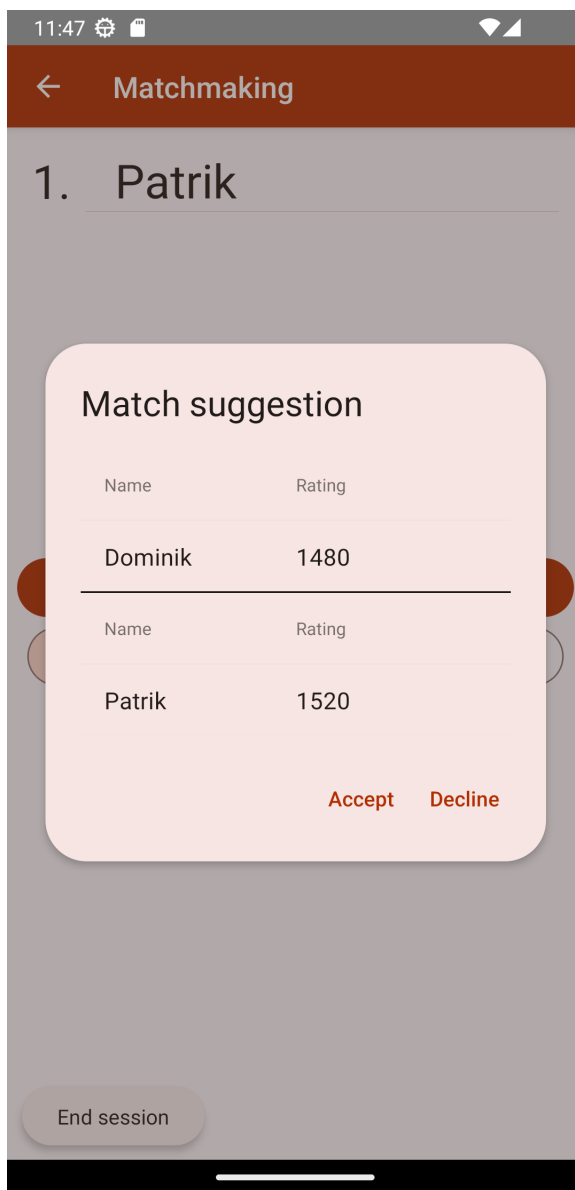 11:47
Matchmaking
1. Patrik
Match suggestion
Name Rating
Dominik 1480
Name Rating
Patrik 1520
Accept Decline
End session